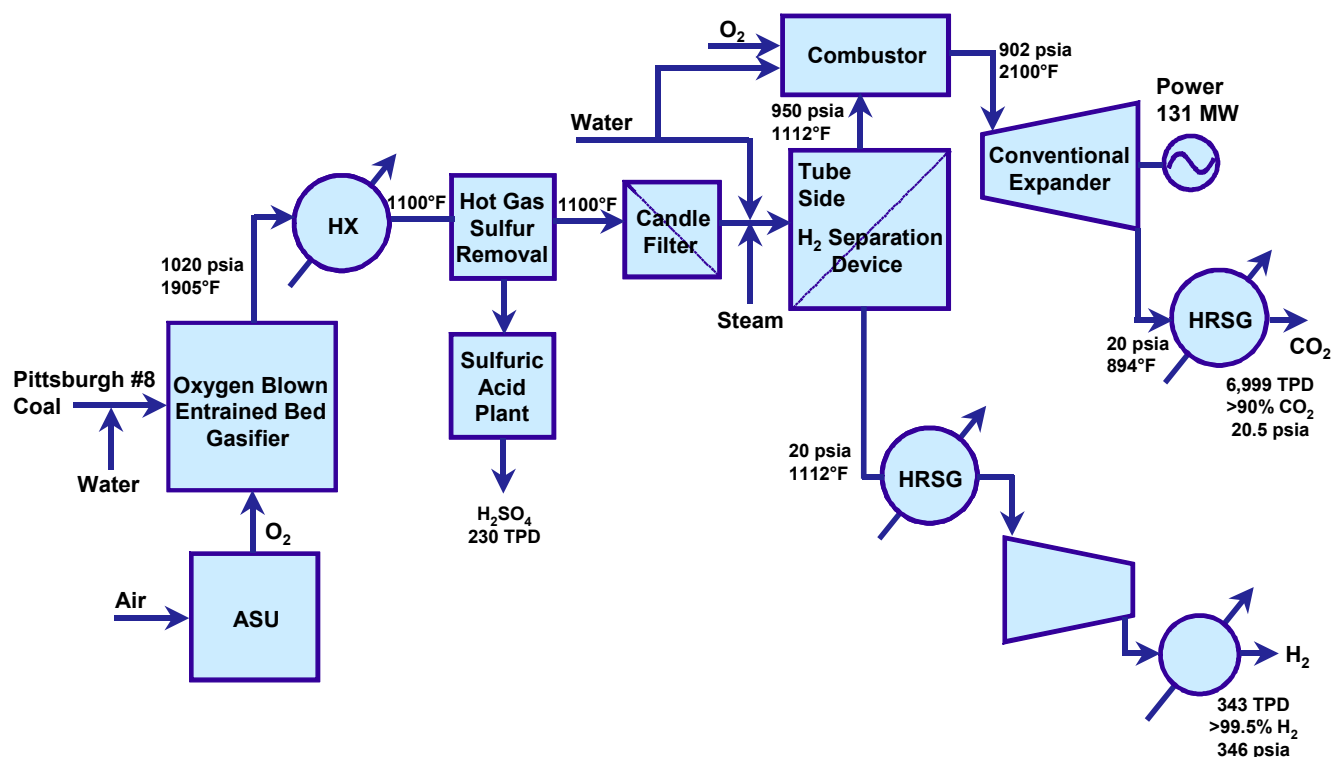 O2
Combustor
902 psia
2100°F
Power
131 MW
Water
950 psia
1112°F
Conventional
Expander
HX
1100°F
Hot Gas
Sulfur
Removal
1100°F
Candle
Filter
Tube
Side
H2 Separation
Device
1020 psia
1905°F
Steam
HRSG
CO2
20 psia
894°F
6,999 TPD
>90% CO2
20.5 psia
Pittsburgh #8
Coal
Oxygen Blown
Entrained Bed
Gasifier
Sulfuric
Acid
Plant
Water
20 psia
1112°F
HRSG
H2SO4
230 TPD
O2
Air
ASU
H2
343 TPD
>99.5% H2
346 psia